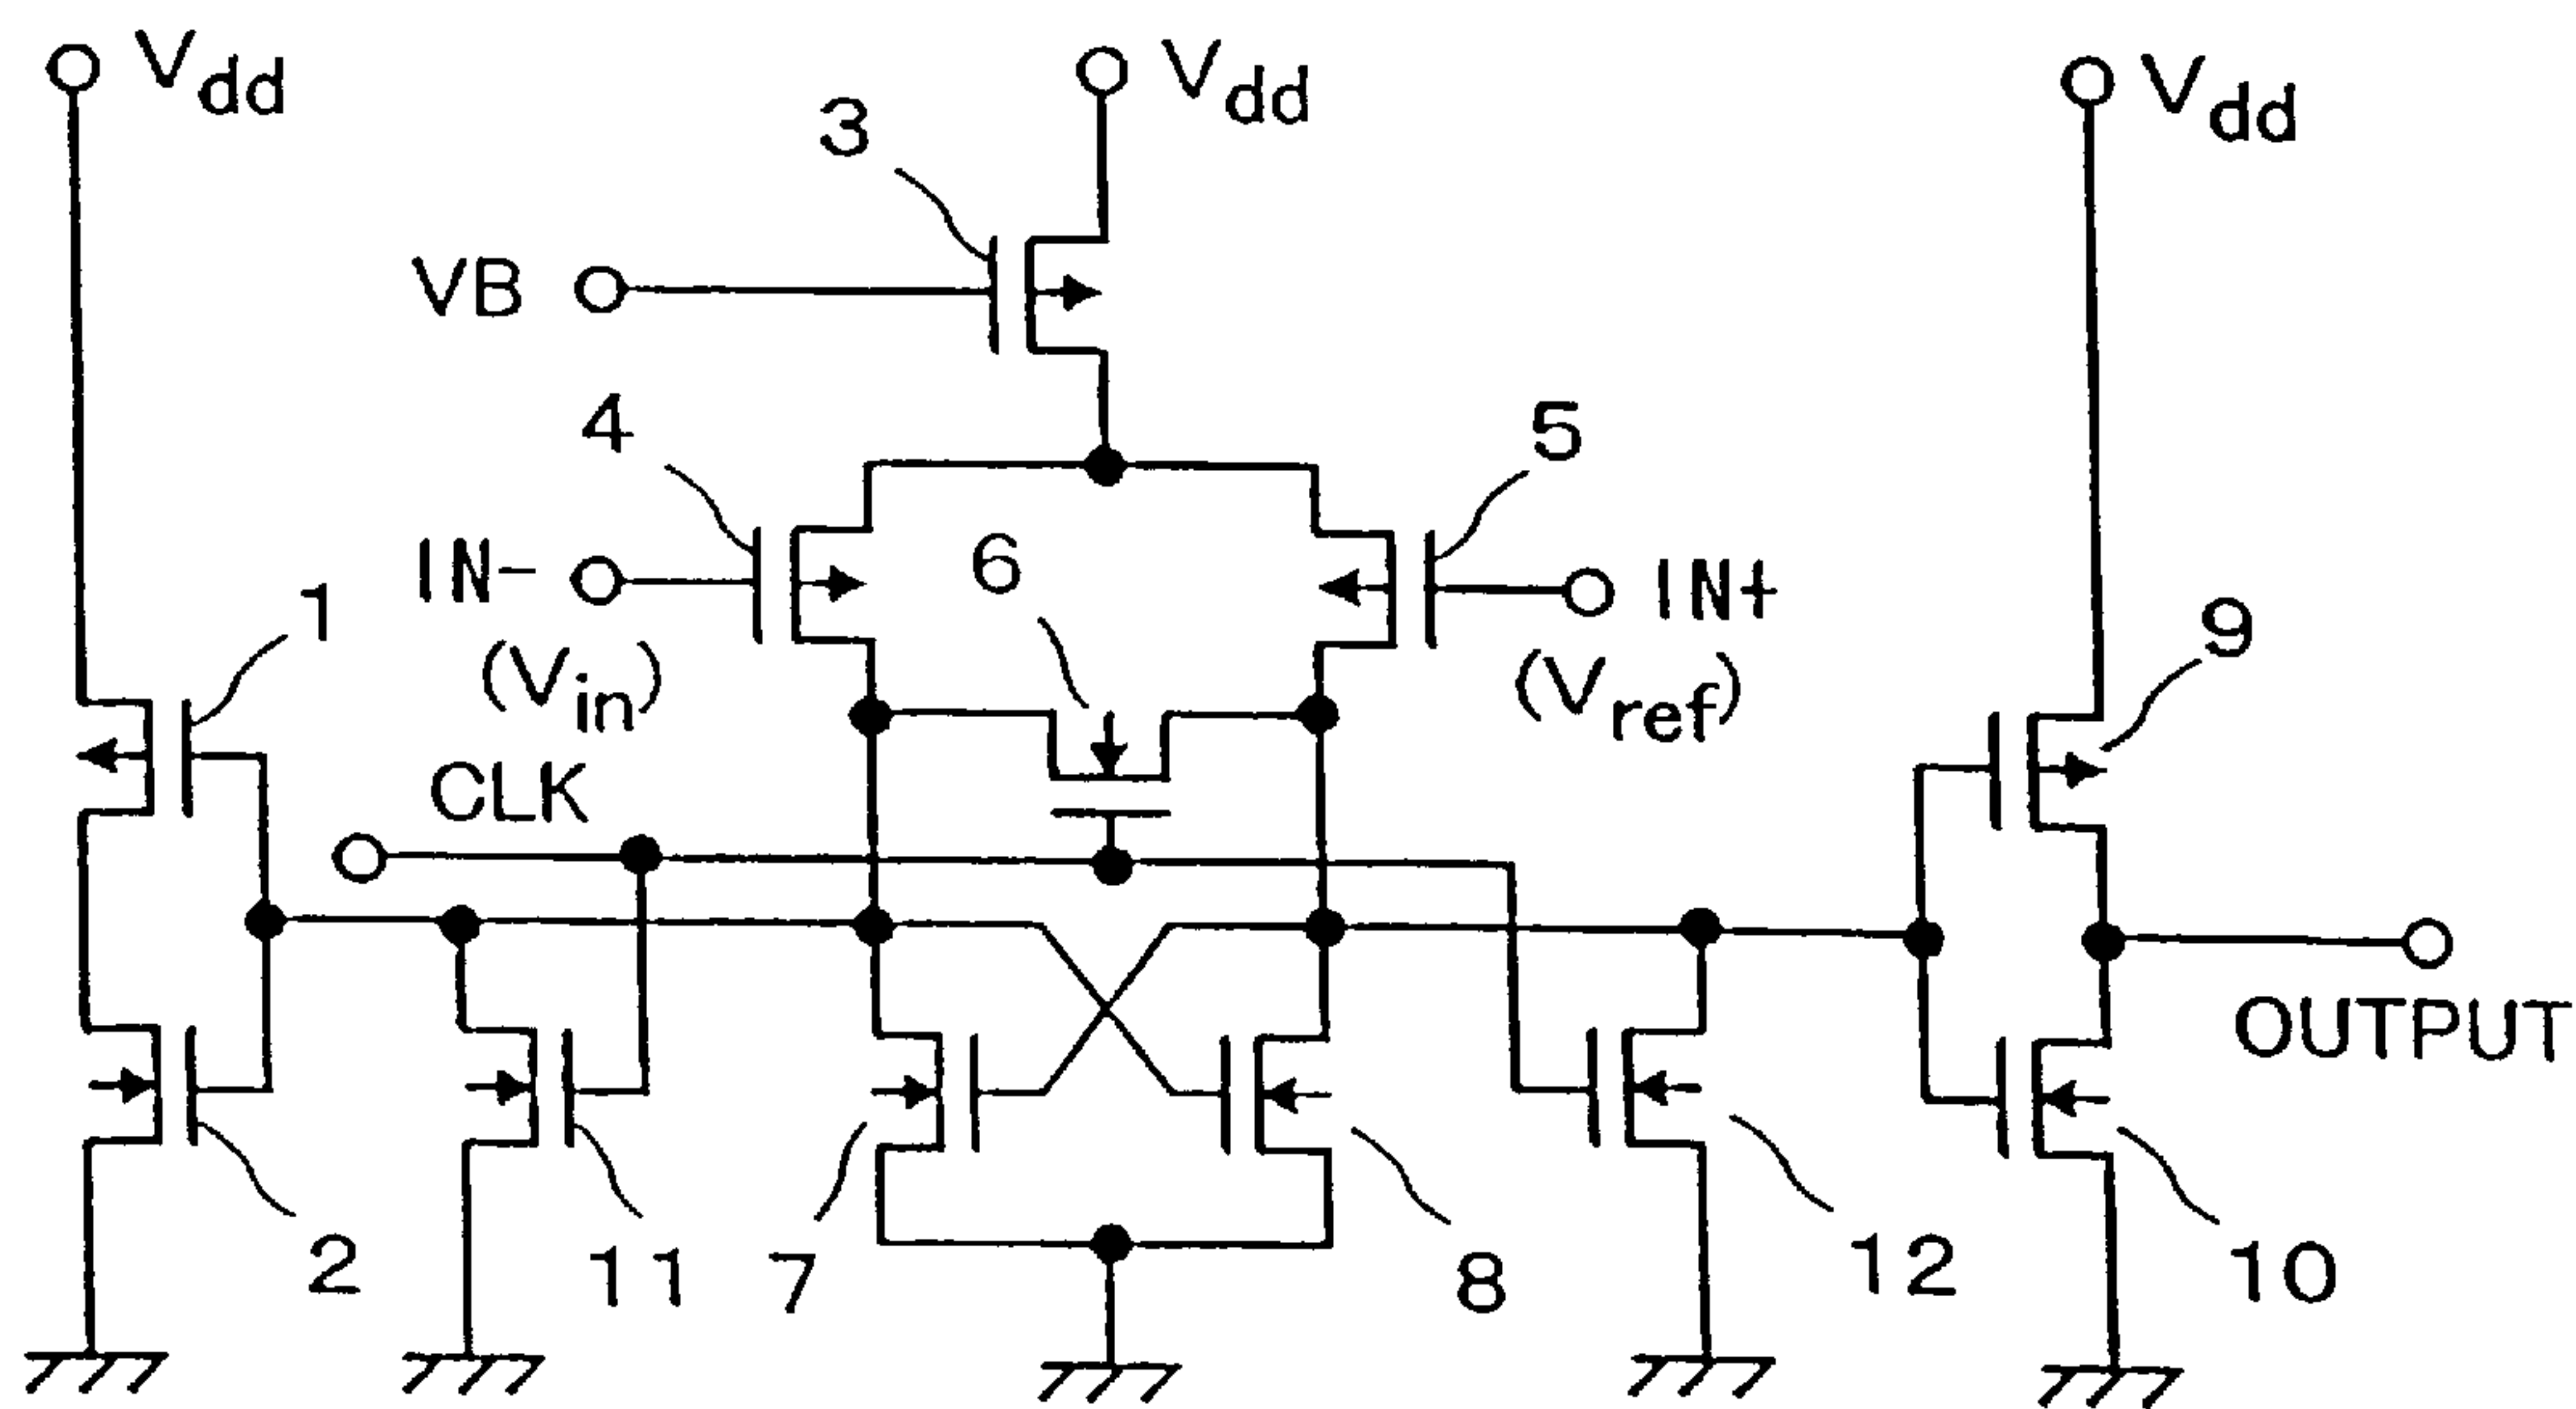 Vdd
Vdd
Vdd
3
VB
4
5
6
IN-
(Vin)
IN+
(Vref)
1
9
CLK
OUTPUT
2
11
7
8
12
10